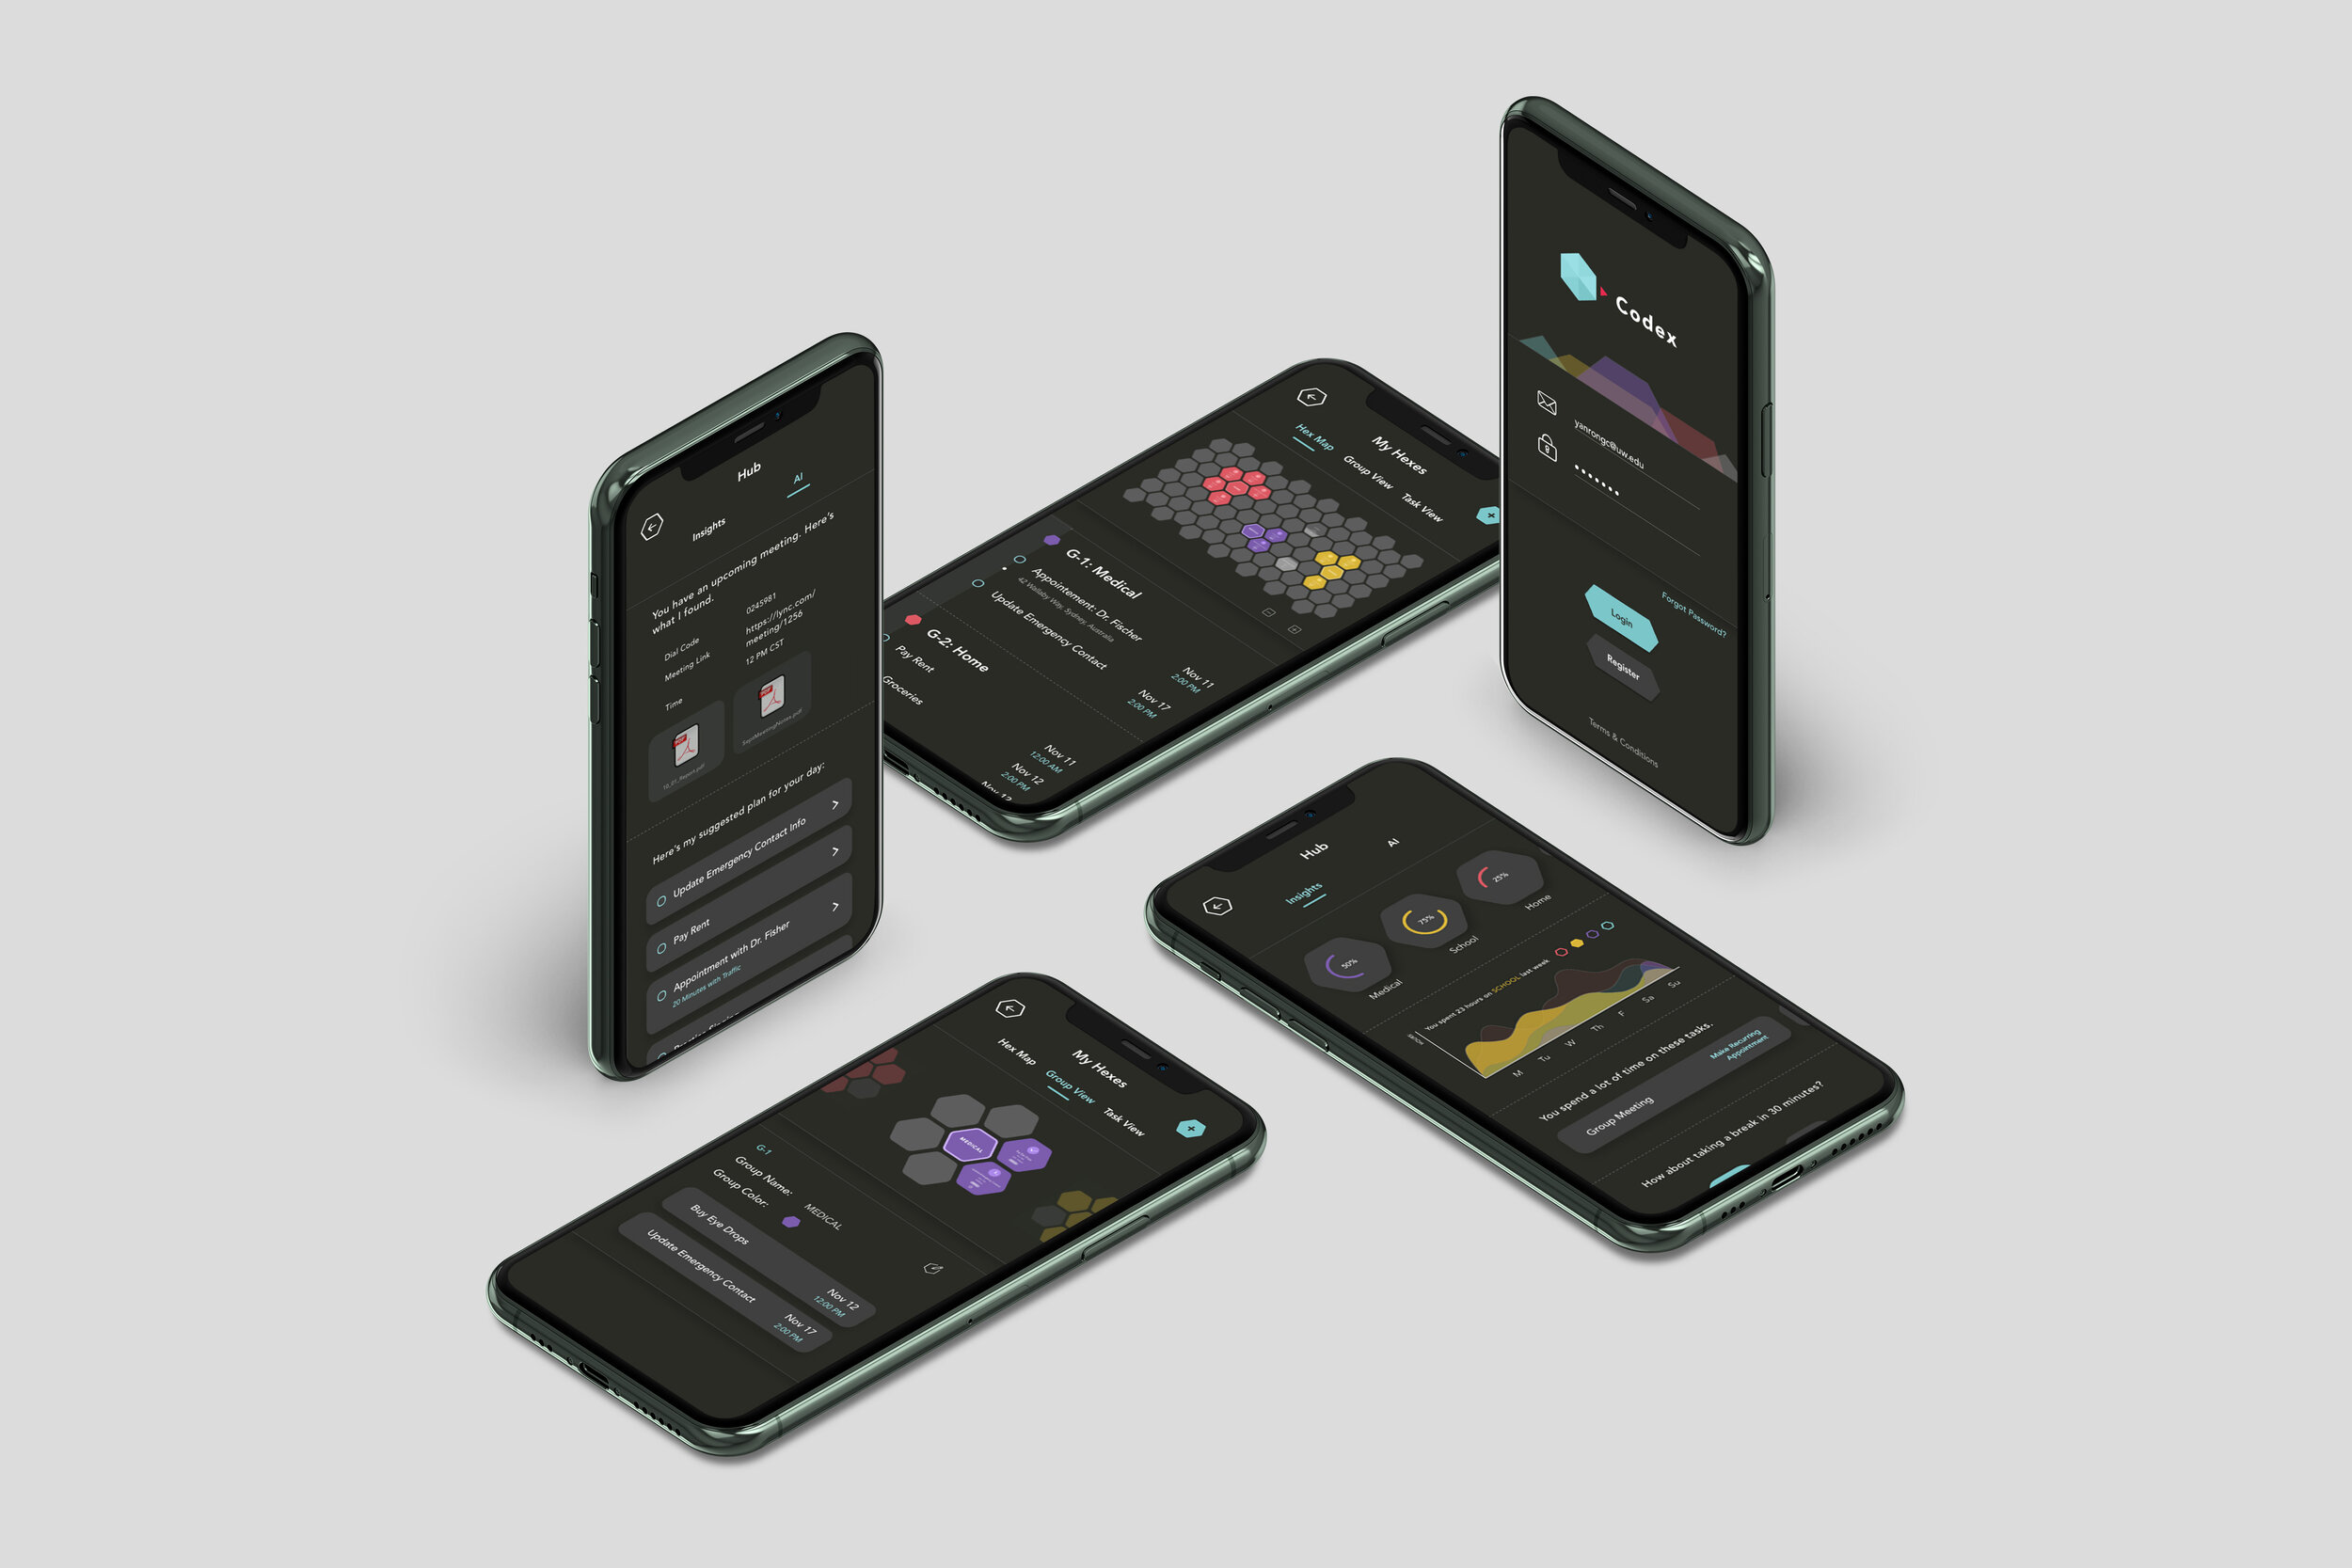 Hub
Insights
AI
You have an upcoming meeting. Here's
what I found.
Dial Code
0245981
Meeting Link
https://lync.com/
meeting/1256
Time
12 PM CST
PDF
10_01_Report.pdf
PDF
SeptMeetingNotes.pdf
Here's my suggested plan for your day:
Update Emergency Contact Info
Pay Rent
Appointment with Dr. Fisher
20 Minutes with Traffic
My Hexes
Hex Map
Group View
Task View
G-1: Medical
Appointement: Dr. Fischer
42 Wallaby Way, Sydney, Australia
Nov 11
2:00 PM
Update Emergency Contact
Nov 17
2:00 PM
G-2: Home
Pay Rent
Nov 11
12:00 AM
Groceries
Nov 12
2:00 PM
Nov 12
Codex
yanrongc@uw.edu
Forgot Password?
Login
Register
Terms & Conditions
My Hexes
Hex Map
Group View
Task View
MEDICAL
G-1
Group Name:
MEDICAL
Group Color:
Buy Eye Drops
Nov 12
12:00 PM
Update Emergency Contact
Nov 17
2:00 PM
Hub
Insights
AI
50%
Medical
75%
School
25%
Home
You spent 23 hours on SCHOOL last week
HOURS
M
Tu
W
Th
F
Sa
Su
You spend a lot of time on these tasks.
Group Meeting
Make Recurring
Appointment
How about taking a break in 30 minutes?